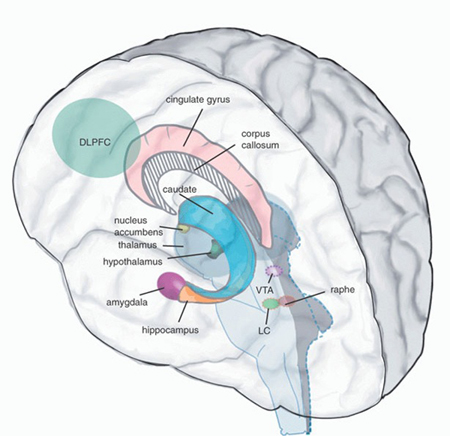 cingulate gyrus
DLPFC
corpus
callosum
caudate
nucleus
accumbens
thalamus
hypothalamus
VTA
raphe
amygdala
hippocampus
LC